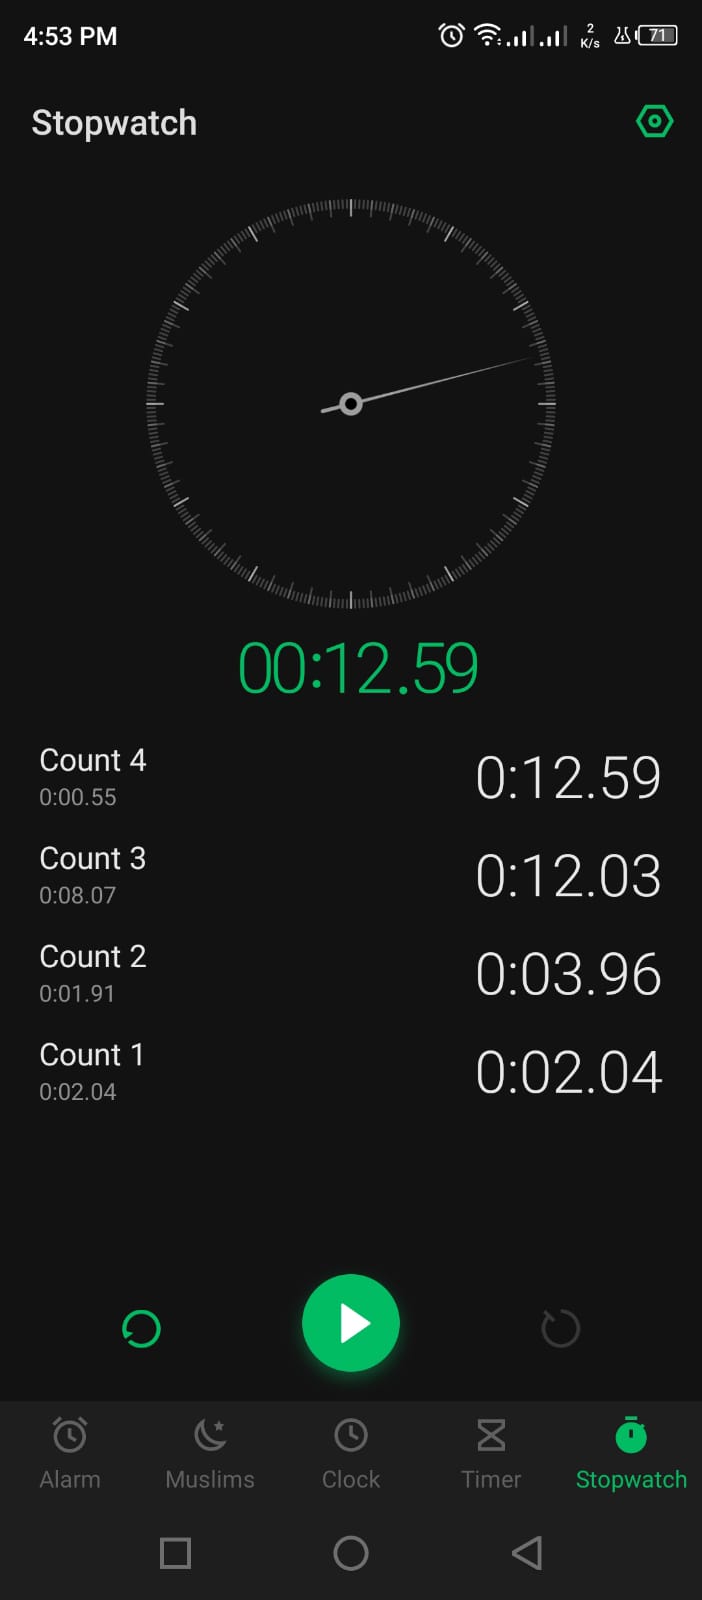 4:53 PM
2
K/s
71
Stopwatch
00:12.59
Count 4
0:00.55
0:12.59
Count 3
0:08.07
0:12.03
Count 2
0:01.91
0:03.96
Count 1
0:02.04
0:02.04
Alarm Muslims Clock Timer Stopwatch